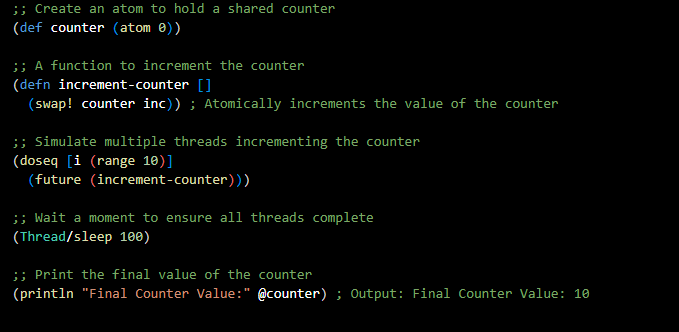 ;; Create an atom to hold a shared counter
(def counter (atom 0))
;; A function to increment the counter
(defn increment-counter []
  (swap! counter inc)) ; Atomically increments the value of the counter
;; Simulate multiple threads incrementing the counter
(doseq [i (range 10)]
  (future (increment-counter)))
;; Wait a moment to ensure all threads complete
(Thread/sleep 100)
;; Print the final value of the counter
(println "Final Counter Value:" @counter) ; Output: Final Counter Value: 10